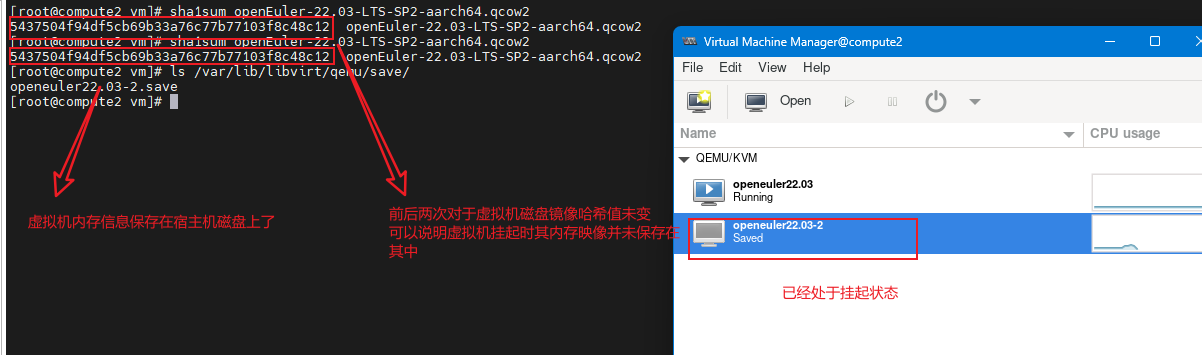 [root@compute2 vm]# sha1sum openEuler-22.03-LTS-SP2-aarch64.qcow2
5437504f94df5cb69b33a76c77b77103f8c48c12  openEuler-22.03-LTS-SP2-aarch64.qcow2
[root@compute2 vm]# sha1sum openEuler-22.03-LTS-SP2-aarch64.qcow2
5437504f94df5cb69b33a76c77b77103f8c48c12  openEuler-22.03-LTS-SP2-aarch64.qcow2
[root@compute2 vm]# ls /var/lib/libvirt/qemu/save/
openeuler22.03-2.save
[root@compute2 vm]#
虚拟机内存信息保存在宿主机磁盘上了
前后两次对于虚拟机磁盘镜像哈希值未变
可以说明虚拟机挂起时其内存映像并未保存在
其中
Virtual Machine Manager@compute2
File Edit View Help
Open
Name CPU usage
QEMU/KVM
openeuler22.03
Running
openeuler22.03-2
Saved
已经处于挂起状态